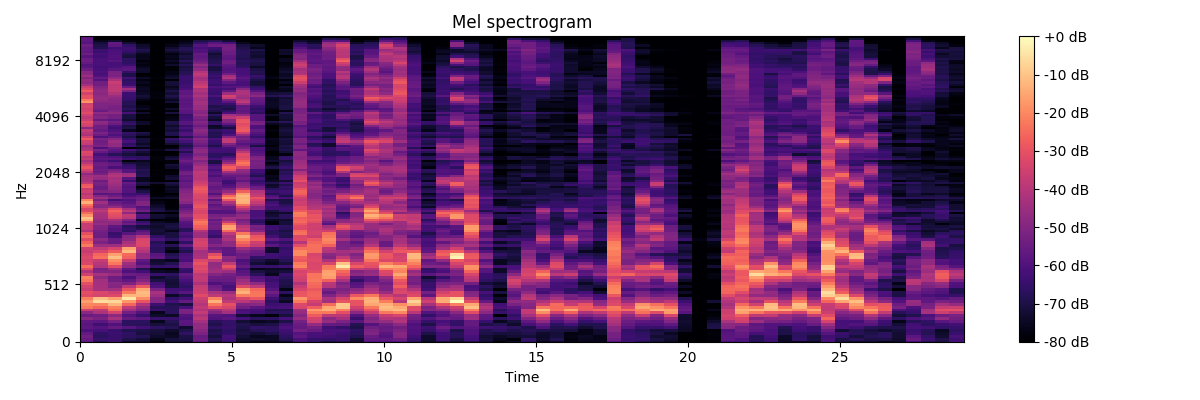 Mel spectrogram
8192
4096
2048
1024
512
0
Hz
0 5 10 15 20 25
Time
+0 dB
-10 dB
-20 dB
-30 dB
-40 dB
-50 dB
-60 dB
-70 dB
-80 dB